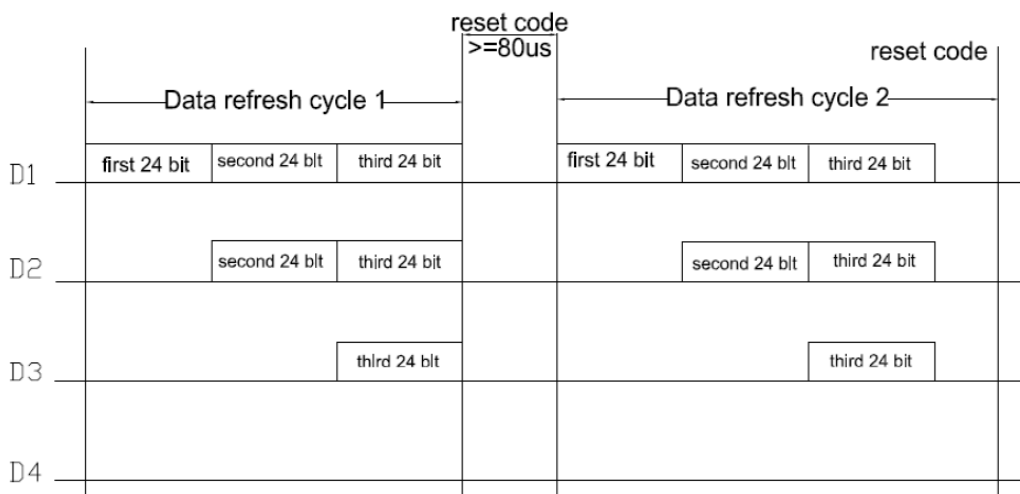 reset code
>=80us
reset code
Data refresh cycle 1
Data refresh cycle 2
D1 first 24 bit second 24 blt third 24 bit first 24 bit second 24 blt third 24 bit
D2 second 24 blt third 24 bit second 24 blt third 24 bit
D3 thlrd 24 blt third 24 bit
D4